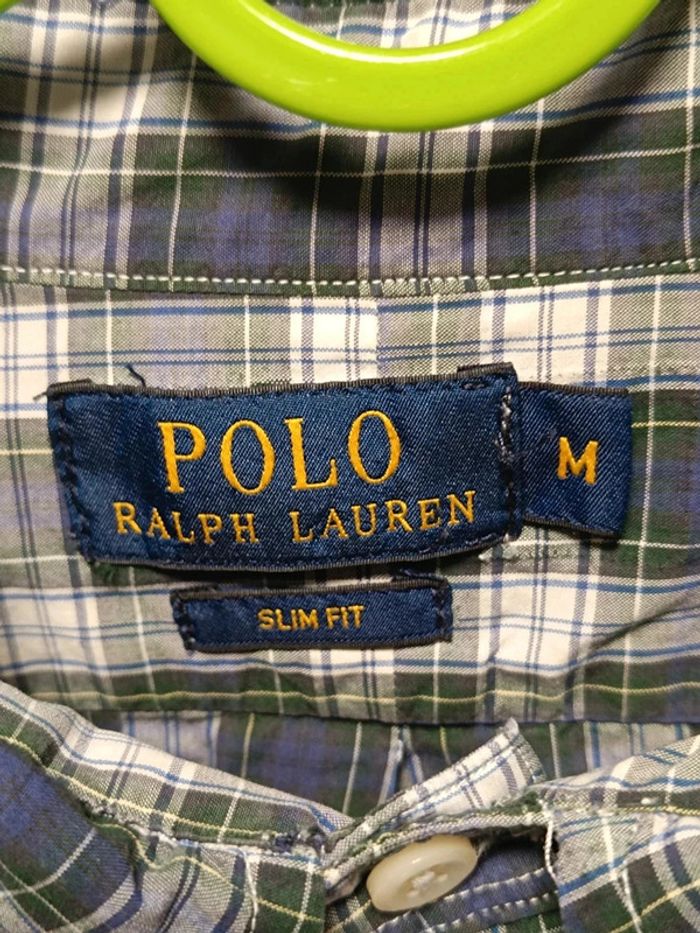 POLO
RALPH LAUREN
M
SLIM FIT